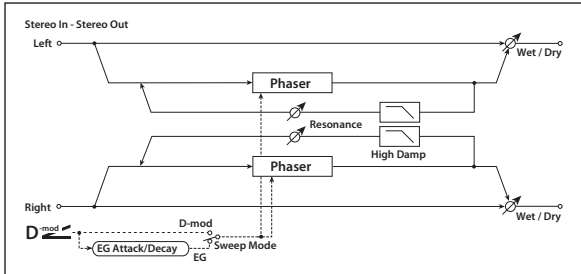 Stereo In - Stereo Out
Left
Wet / Dry
Phaser
Resonance
High Damp
Phaser
Right
Wet / Dry
D-mod
D-mod
Sweep Mode
EG Attack/Decay
EG